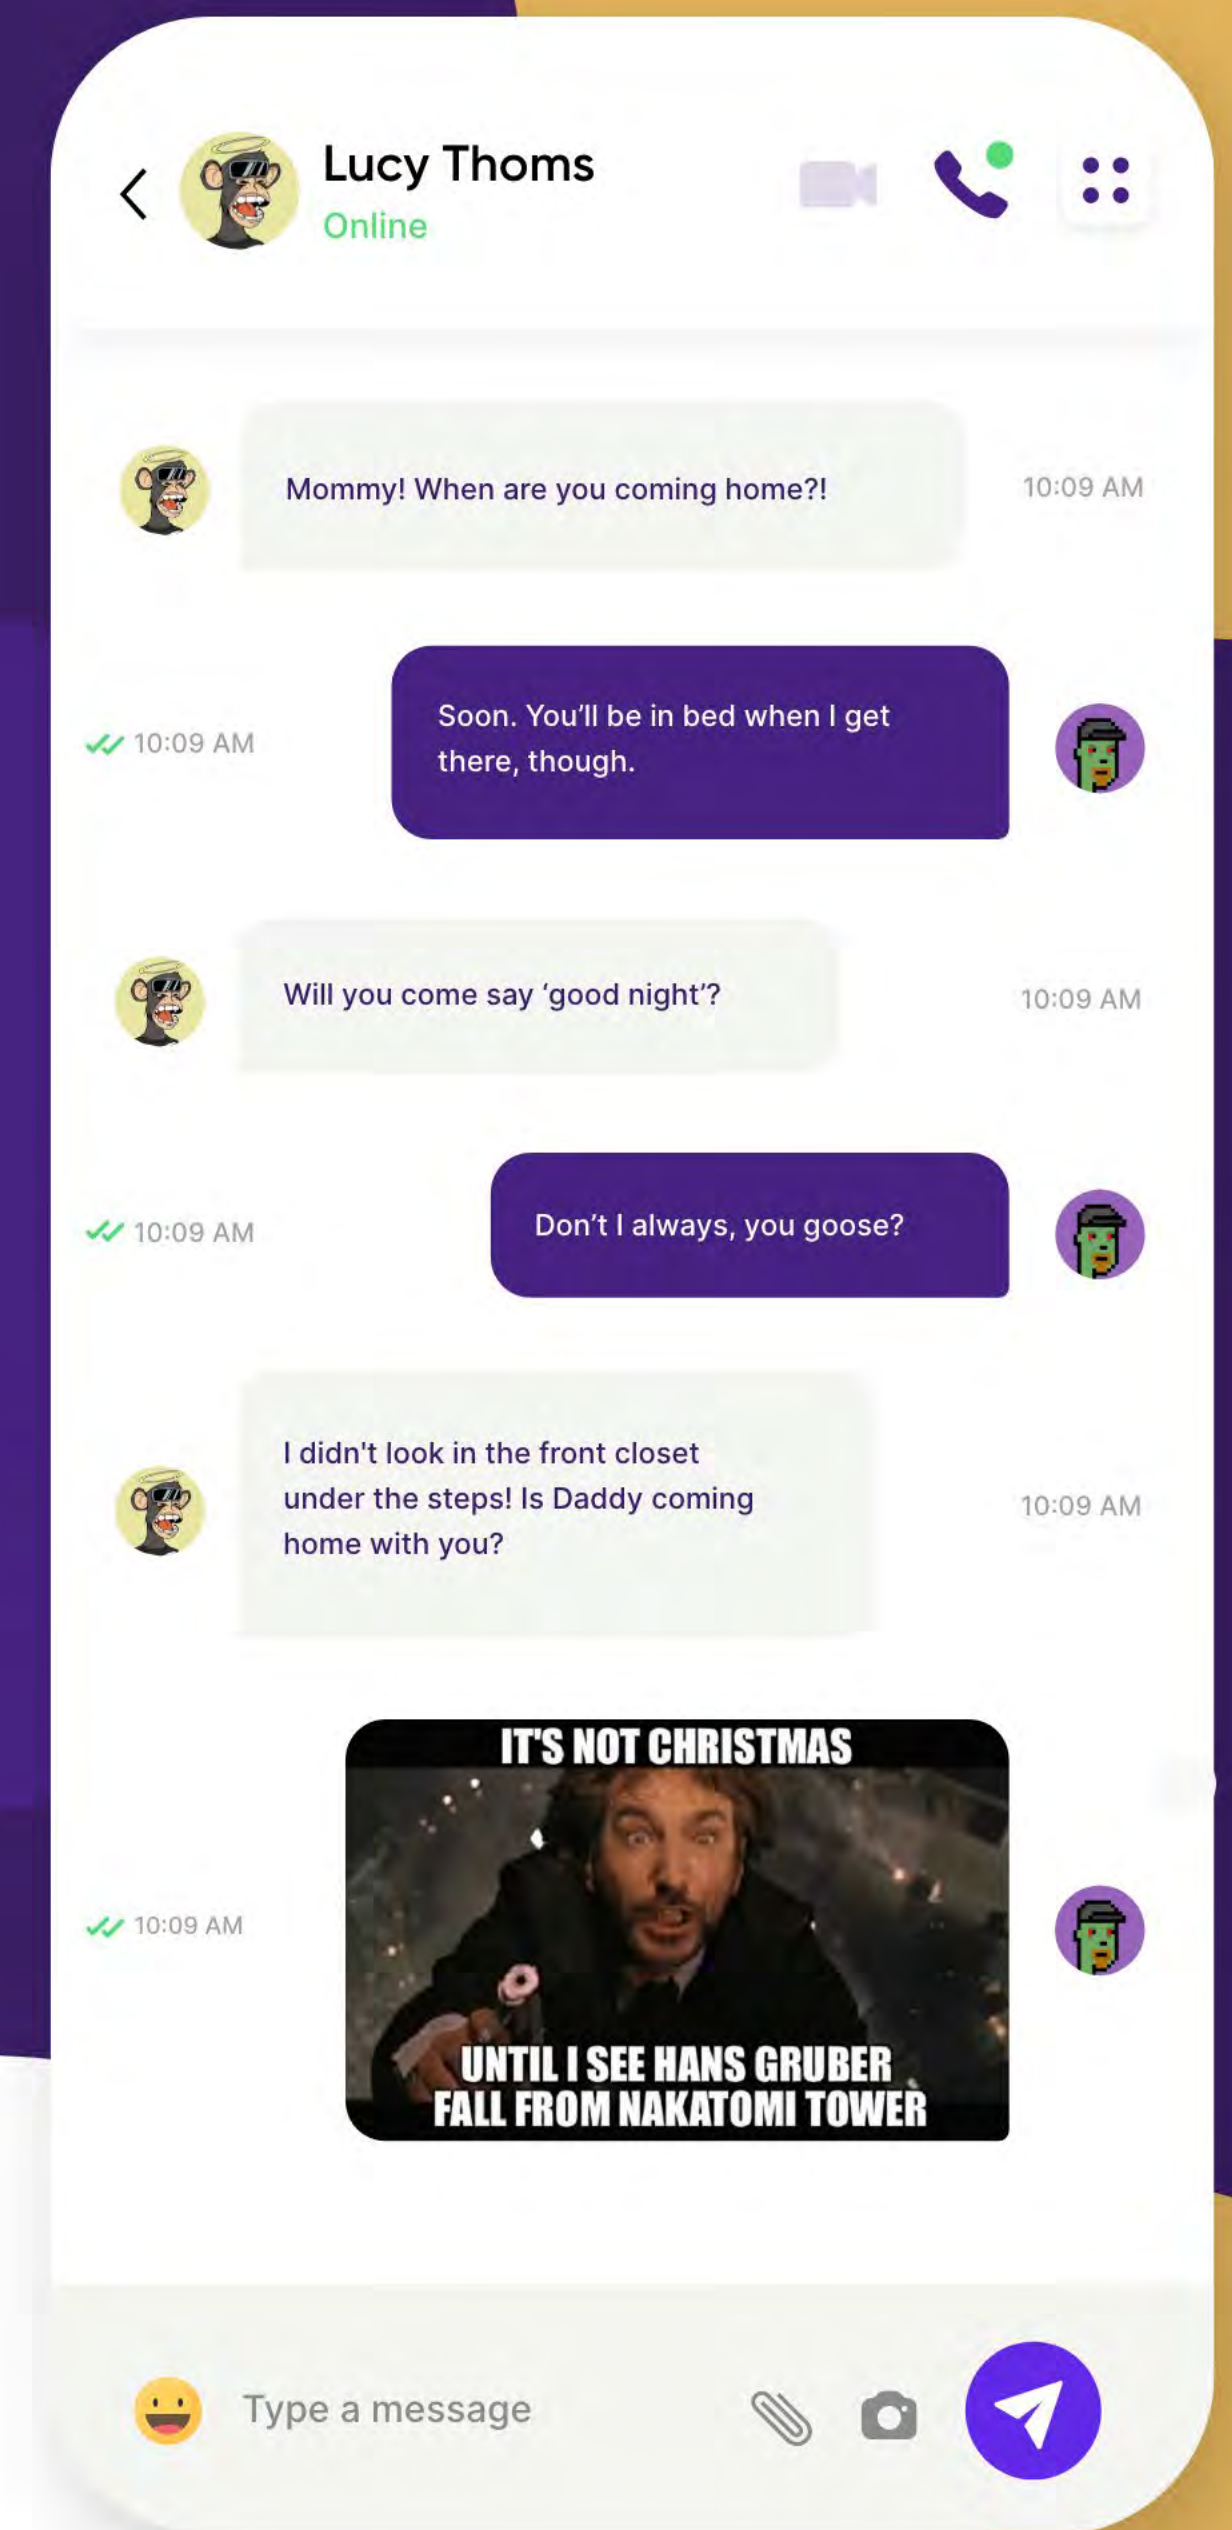 Lucy Thoms
Online
Mommy! When are you coming home?!
10:09 AM
Soon. You’ll be in bed when I get
there, though.
10:09 AM
Will you come say ‘good night’?
10:09 AM
Don’t I always, you goose?
10:09 AM
I didn't look in the front closet
under the steps! Is Daddy coming
home with you?
10:09 AM
IT'S NOT CHRISTMAS
UNTIL I SEE HANS GRUBER
FALL FROM NAKATOMI TOWER
10:09 AM
Type a message